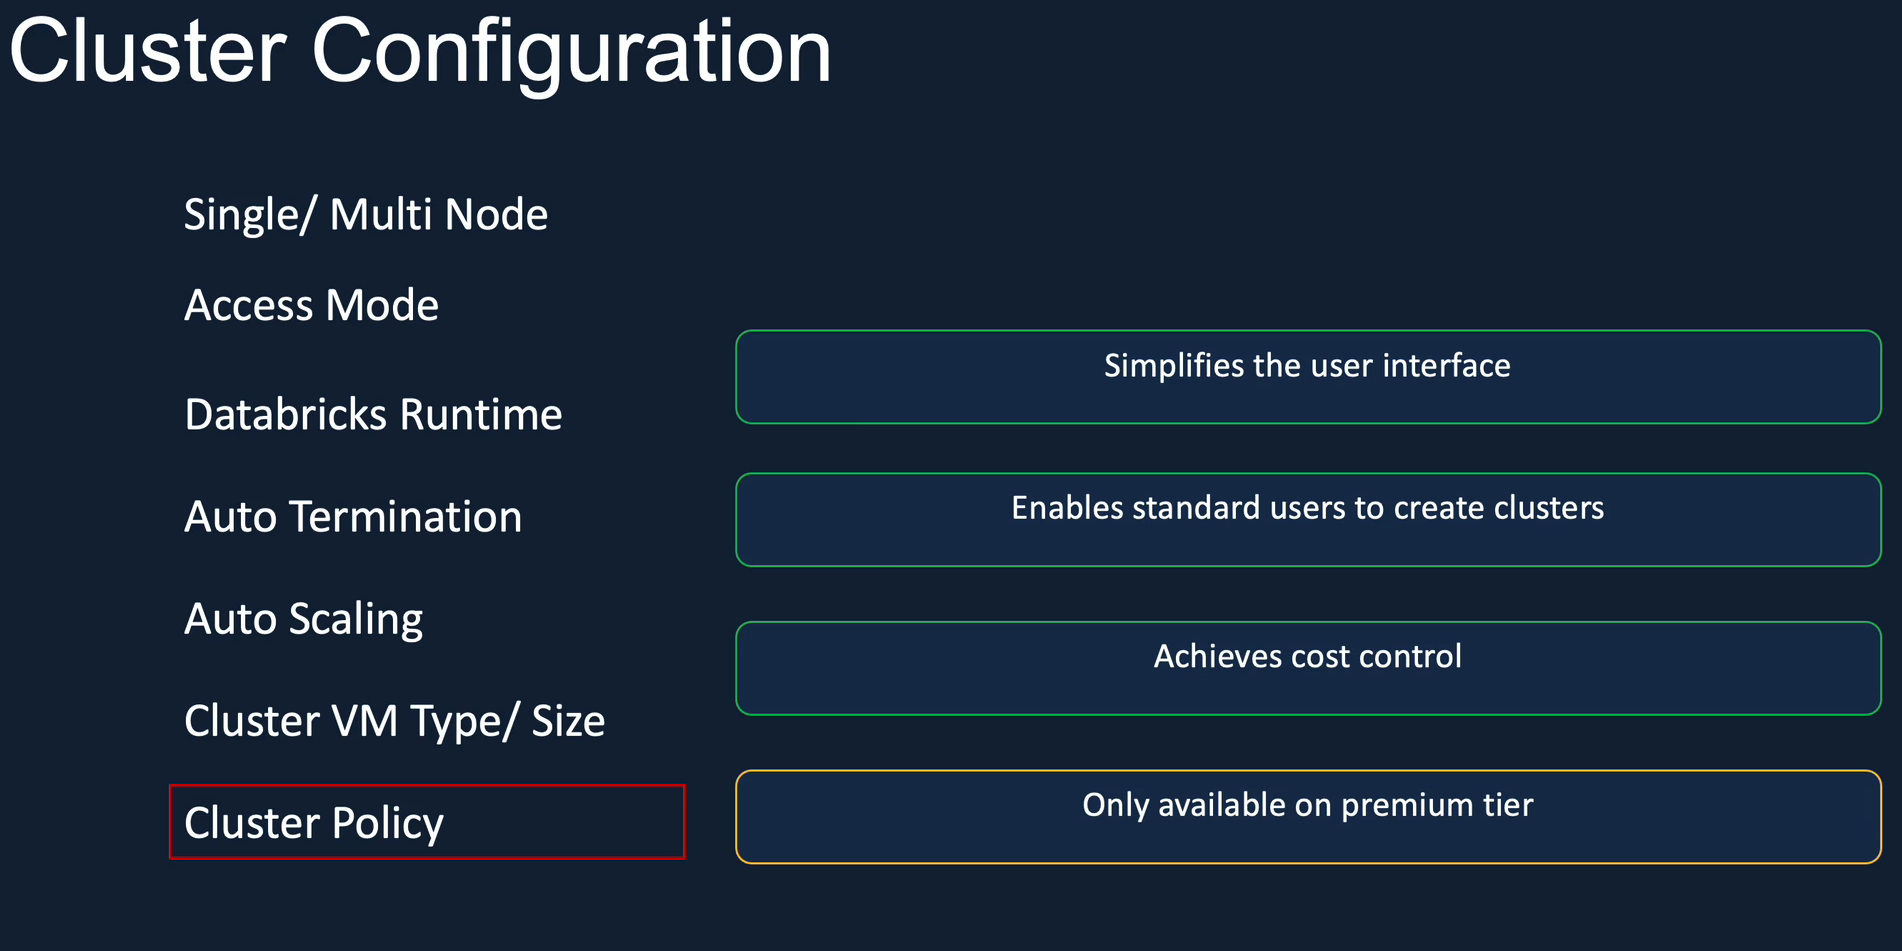 Cluster Configuration
Single/ Multi Node
Access Mode
Databricks Runtime
Auto Termination
Auto Scaling
Cluster VM Type/ Size
Cluster Policy
Simplifies the user interface
Enables standard users to create clusters
Achieves cost control
Only available on premium tier